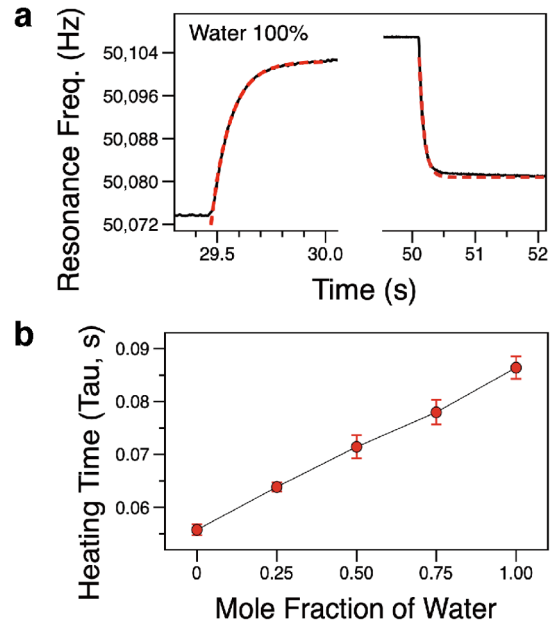 a
Water 100%
Resonance Freq. (Hz)
50,104
50,096
50,088
50,080
50,072
29.5
30.0
50
51
52
Time (s)
b
Heating Time (Tau, s)
0.09
0.08
0.07
0.06
0
0.25
0.50
0.75
1.00
Mole Fraction of Water